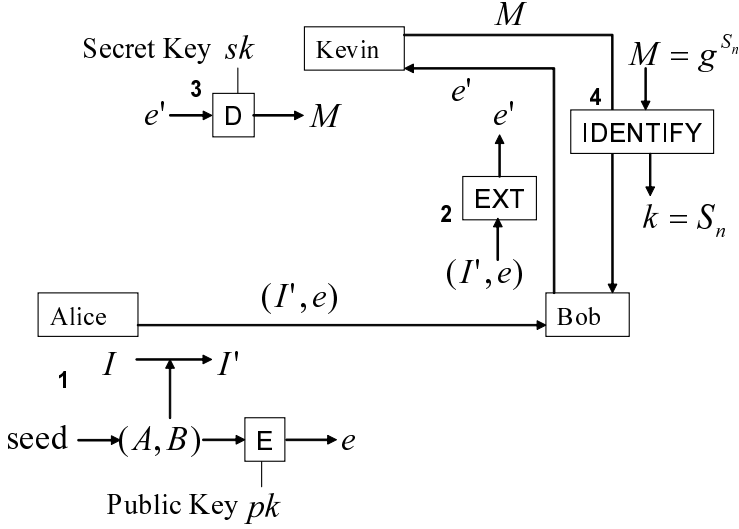 M
Secret Key sk
Kevin
M = g^{S_n}
3
e'
4
e'
D
M
e'
IDENTIFY
EXT
2
k = S_n
(I', e)
(I', e)
Alice
Bob
I
I'
1
seed
(A, B)
E
e
Public Key pk